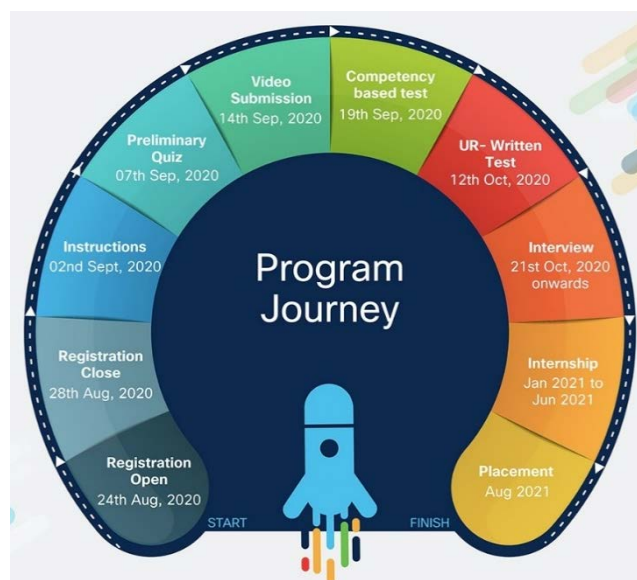 Program
Journey
START
Registration
Open
24th Aug, 2020
Registration
Close
28th Aug, 2020
Instructions
02nd Sept, 2020
Preliminary
Quiz
07th Sep, 2020
Video
Submission
14th Sep, 2020
Competency
based test
19th Sep, 2020
UR- Written
Test
12th Oct, 2020
Interview
21st Oct, 2020
onwards
Internship
Jan 2021 to
Jun 2021
Placement
Aug 2021
FINISH